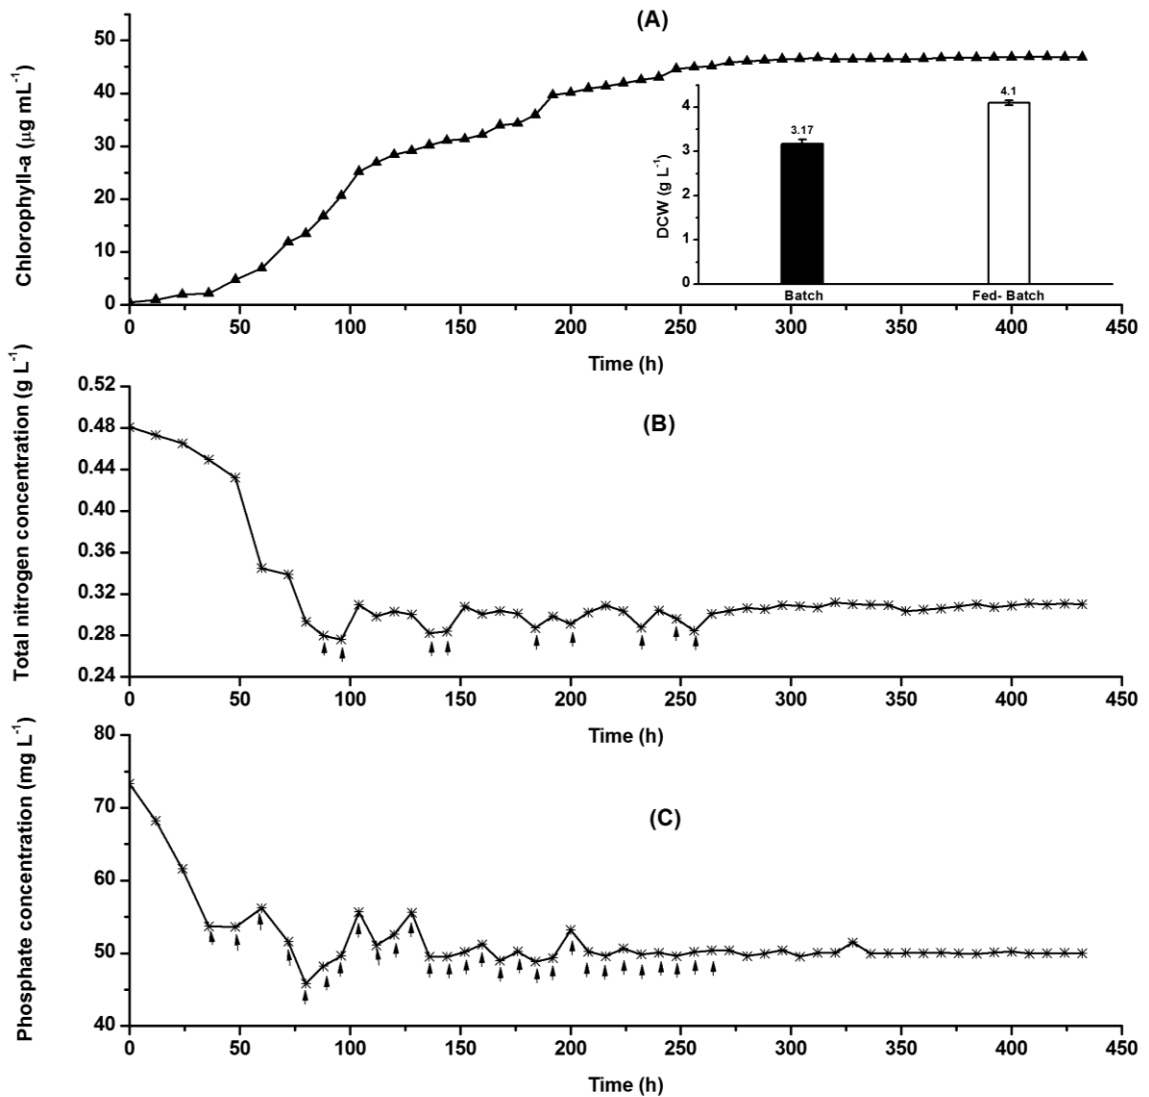 (A)
Chlorophyll-a (µg mL⁻¹)
50
40
30
20
10
0
0 50 100 150 200 250 300 350 400 450
Time (h)
DCW (g L⁻¹)
4
3
2
1
0
3.17
4.1
Batch Fed- Batch
(B)
Total nitrogen concentration (g L⁻¹)
0.52
0.48
0.44
0.40
0.36
0.32
0.28
0.24
0 50 100 150 200 250 300 350 400 450
Time (h)
(C)
Phosphate concentration (mg L⁻¹)
80
70
60
50
40
0 50 100 150 200 250 300 350 400 450
Time (h)